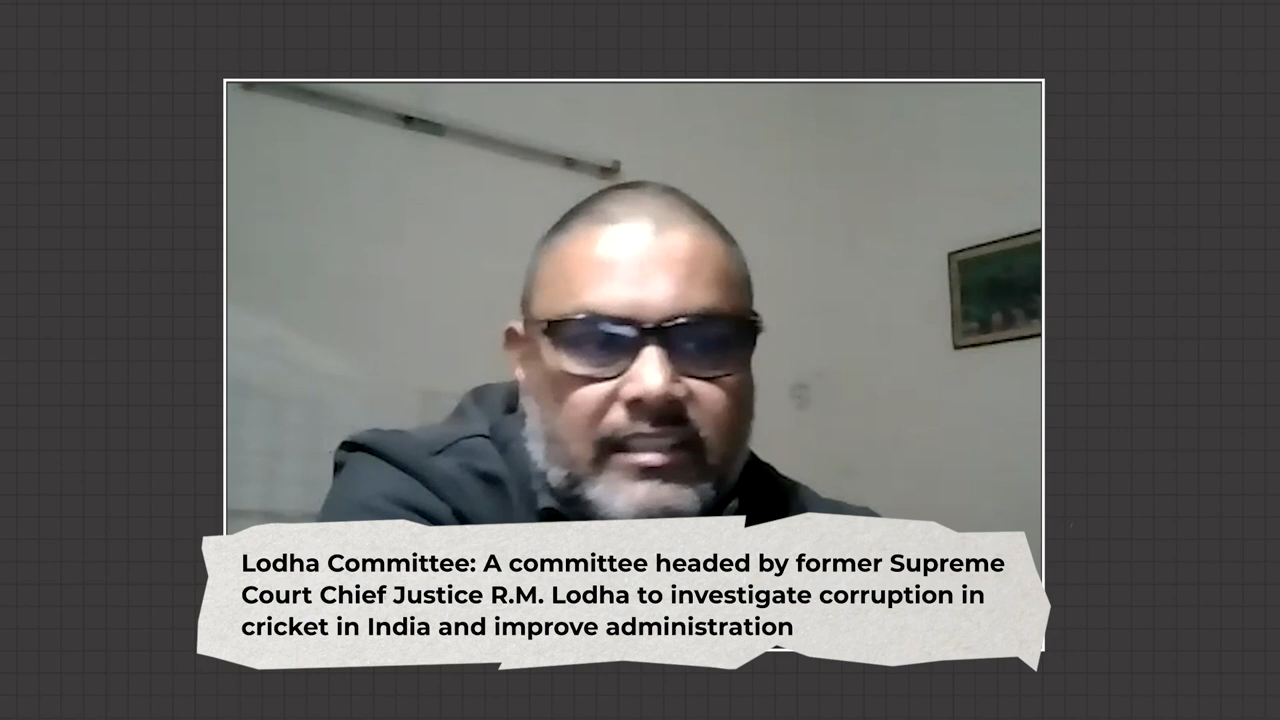 Lodha Committee: A committee headed by former Supreme
Court Chief Justice R.M. Lodha to investigate corruption in
cricket in India and improve administration